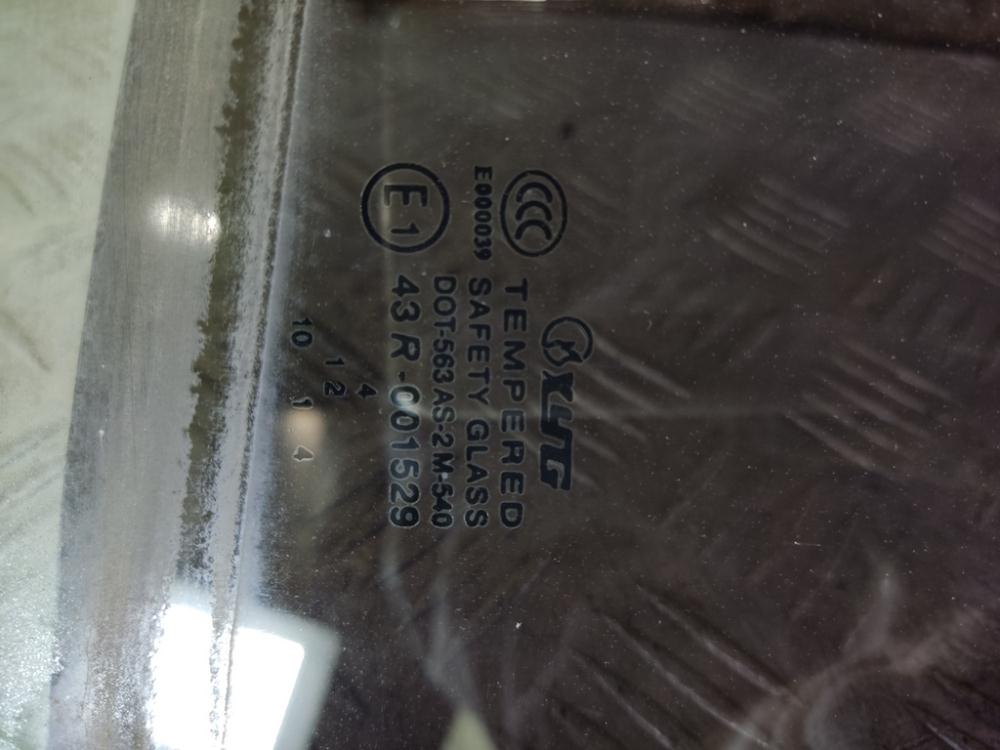 XYG
CCC TEMPERED
E000039 SAFETY GLASS
DOT-563 AS-2 M-540
E1 43R-001529
4
1 2
10 1 4